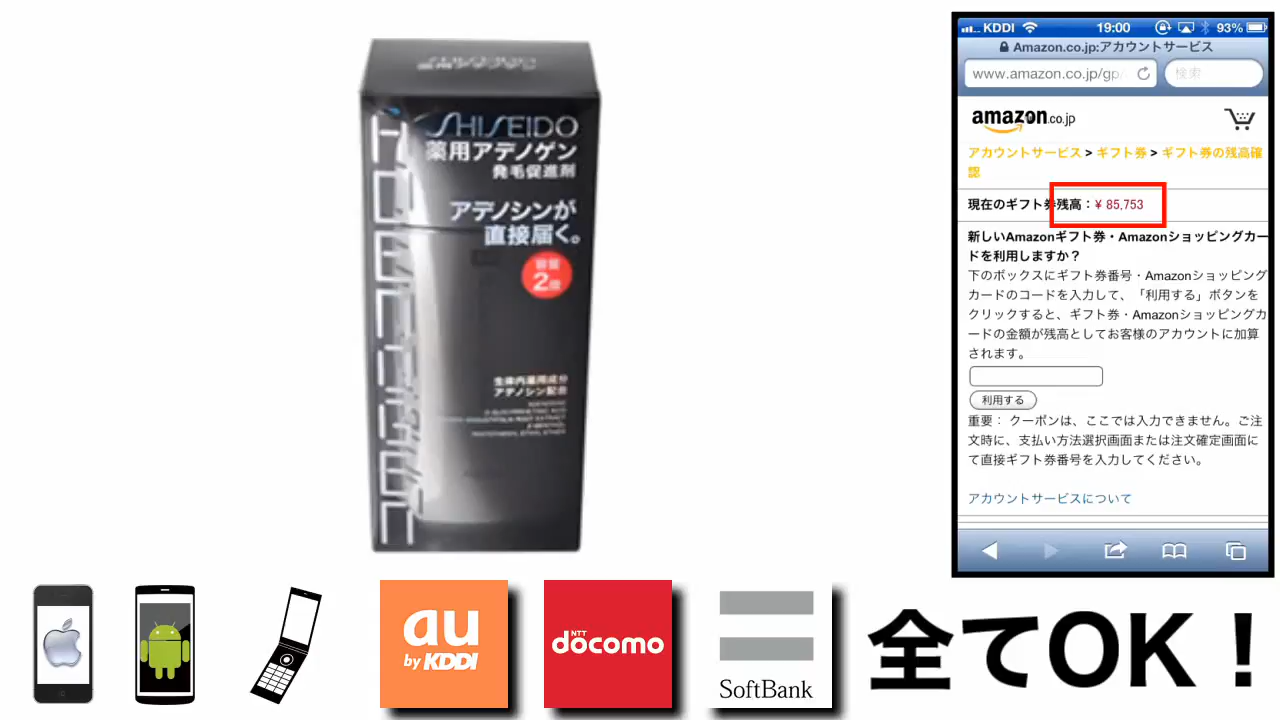 SHISEIDO
薬用アデノゲン
発毛促進剤
アデノシンが
直接届く。
容量
2倍
生体内薬用成分
アデノシン配合
ADENOGEN
KDDI 19:00 93%
Amazon.co.jp:アカウントサービス
www.amazon.co.jp/gp/
検索
amazon.co.jp
アカウントサービス > ギフト券 > ギフト券の残高確
認
現在のギフト券残高：¥ 85,753
新しいAmazonギフト券・Amazonショッピングカー
ドを利用しますか？
下のボックスにギフト券番号・Amazonショッピング
カードのコードを入力して、「利用する」ボタンを
クリックすると、ギフト券・Amazonショッピングカ
ードの金額が残高としてお客様のアカウントに加算
されます。
利用する
重要： クーポンは、ここでは入力できません。ご注
文時に、支払い方法選択画面または注文確定画面に
て直接ギフト券番号を入力してください。
アカウントサービスについて
au
by KDDI
NTT
docomo
SoftBank
全てOK！